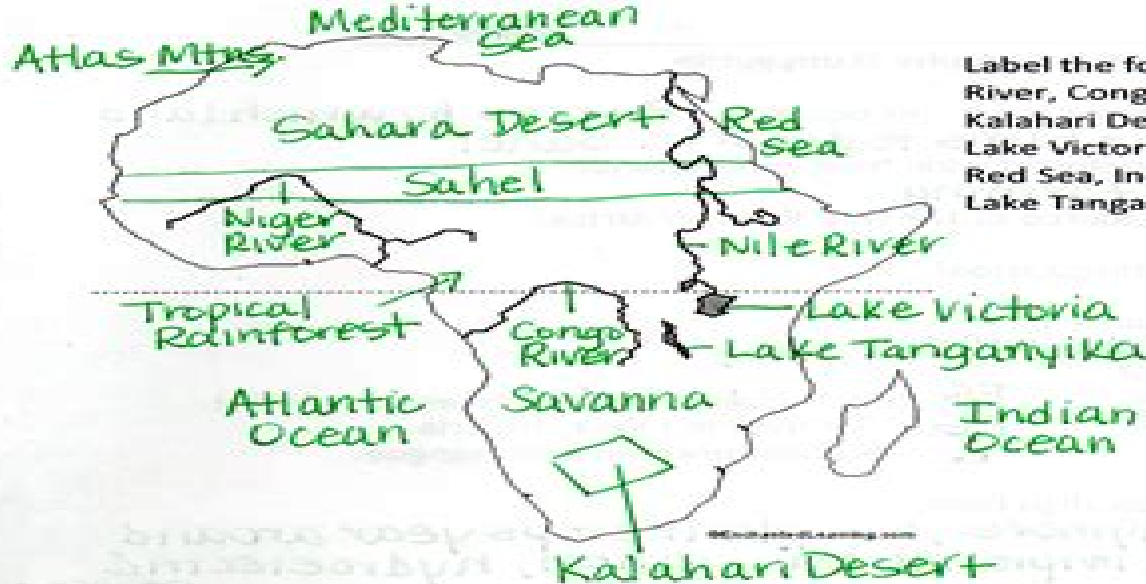 Mediterranean
Sea
Atlas Mtns.
Label the fo
River, Cong
Kalahari De
Lake Victor
Red Sea, In
Lake Tanga
Sahara Desert
Red
sea
Sahel
Niger
River
Nile River
Tropical
Rainforest
Congo
River
Lake Victoria
Lake Tanganyika
Atlantic
Ocean
Savanna
Indian
Ocean
Kalahari Desert